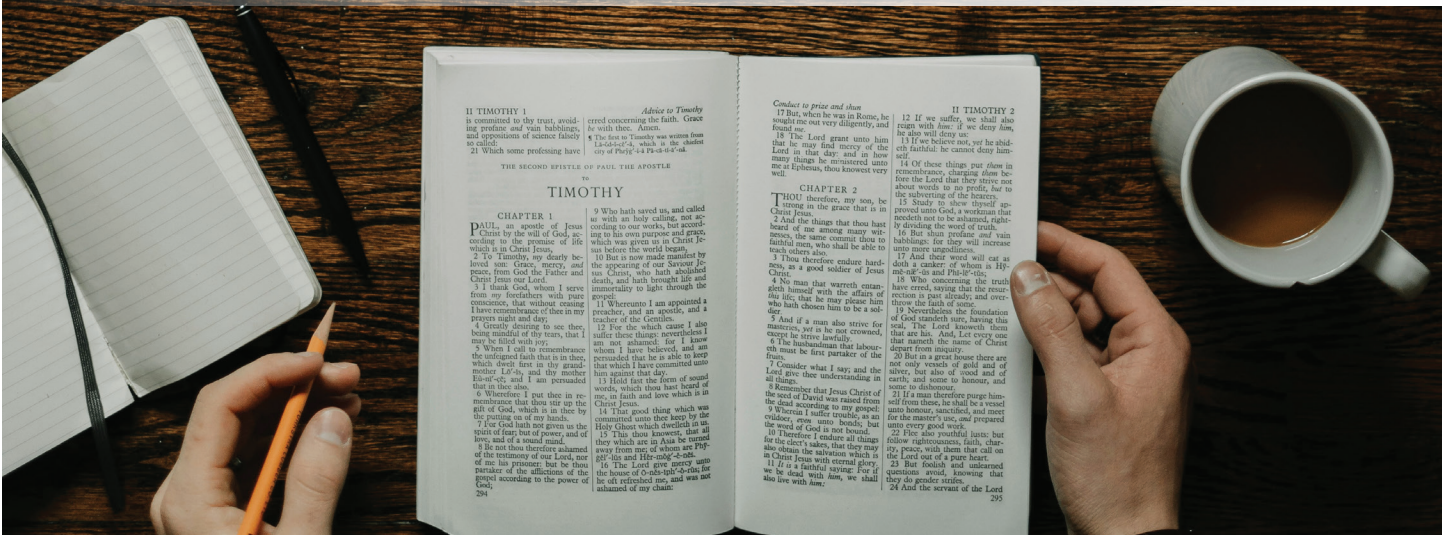 II TIMOTHY 1
Advice to Timothy
is committed to thy trust, avoid-
ing profane and vain babblings,
and oppositions of science falsely
so called:
21 Which some professing have
erred concerning the faith. Grace
be with thee. Amen.
¶ The first to Timothy was written from
Lā-ŏd-ĭ-çē'-ȧ, which is the chiefest
city of Phrўġ'-ĭ-ȧ Pā-cā-tĭ-ā'-nȧ.
THE SECOND EPISTLE OF PAUL THE APOSTLE
TO
TIMOTHY
CHAPTER 1
PAUL, an apostle of Jesus
Christ by the will of God, ac-
cording to the promise of life
which is in Christ Jesus,
2 To Timothy, my dearly be-
loved son: Grace, mercy, and
peace, from God the Father and
Christ Jesus our Lord.
3 I thank God, whom I serve
from my forefathers with pure
conscience, that without ceasing
I have remembrance of thee in my
prayers night and day;
4 Greatly desiring to see thee,
being mindful of thy tears, that I
may be filled with joy;
5 When I call to remembrance
the unfeigned faith that is in thee,
which dwelt first in thy grand-
mother Lō'-ĭs, and thy mother
Eū-nī'-çē; and I am persuaded
that in thee also.
6 Wherefore I put thee in re-
membrance that thou stir up the
gift of God, which is in thee by
the putting on of my hands.
7 For God hath not given us the
spirit of fear; but of power, and of
love, and of a sound mind.
8 Be not thou therefore ashamed
of the testimony of our Lord, nor
of me his prisoner: but be thou
partaker of the afflictions of the
gospel according to the power of
God;
294
9 Who hath saved us, and called
us with an holy calling, not ac-
cording to our works, but accord-
ing to his own purpose and grace,
which was given us in Christ Je-
sus before the world began,
10 But is now made manifest by
the appearing of our Saviour Je-
sus Christ, who hath abolished
death, and hath brought life and
immortality to light through the
gospel:
11 Whereunto I am appointed a
preacher, and an apostle, and a
teacher of the Gentiles.
12 For the which cause I also
suffer these things: nevertheless I
am not ashamed: for I know
whom I have believed, and am
persuaded that he is able to keep
that which I have committed unto
him against that day.
13 Hold fast the form of sound
words, which thou hast heard of
me, in faith and love which is in
Christ Jesus.
14 That good thing which was
committed unto thee keep by the
Holy Ghost which dwelleth in us.
15 This thou knowest, that all
they which are in Asia be turned
away from me; of whom are Phȳ-
ġĕl'-lŭs and Hēr-mŏġ'-ĕ-nēs.
16 The Lord give mercy unto
the house of Ŏ-nĕs-ĭph'-ŏ-rŭs; for
he oft refreshed me, and was not
ashamed of my chain:
Conduct to prize and shun
II TIMOTHY 2
17 But, when he was in Rome, he
sought me out very diligently, and
found me.
18 The Lord grant unto him
that he may find mercy of the
Lord in that day: and in how
many things he ministered unto
me at Ephesus, thou knowest very
well.
CHAPTER 2
THOU therefore, my son, be
strong in the grace that is in
Christ Jesus.
2 And the things that thou hast
heard of me among many wit-
nesses, the same commit thou to
faithful men, who shall be able to
teach others also.
3 Thou therefore endure hard-
ness, as a good soldier of Jesus
Christ.
4 No man that warreth entan-
gleth himself with the affairs of
this life; that he may please him
who hath chosen him to be a sol-
dier.
5 And if a man also strive for
masteries, yet is he not crowned,
except he strive lawfully.
6 The husbandman that labour-
eth must be first partaker of the
fruits.
7 Consider what I say; and the
Lord give thee understanding in
all things.
8 Remember that Jesus Christ of
the seed of David was raised from
the dead according to my gospel:
9 Wherein I suffer trouble, as an
evildoer, even unto bonds; but
the word of God is not bound.
10 Therefore I endure all things
for the elect's sakes, that they may
also obtain the salvation which is
in Christ Jesus with eternal glory.
11 It is a faithful saying: For if
we be dead with him, we shall
also live with him:
12 If we suffer, we shall also
reign with him: if we deny him,
he also will deny us:
13 If we believe not, yet he abid-
eth faithful: he cannot deny him-
self.
14 Of these things put them in
remembrance, charging them be-
fore the Lord that they strive not
about words to no profit, but to
the subverting of the hearers.
15 Study to shew thyself ap-
proved unto God, a workman that
needeth not to be ashamed, right-
ly dividing the word of truth.
16 But shun profane and vain
babblings: for they will increase
unto more ungodliness.
17 And their word will eat as
doth a canker: of whom is Hȳ-
mē-næ'-ŭs and Phī-lē'-tŭs;
18 Who concerning the truth
have erred, saying that the resur-
rection is past already; and over-
throw the faith of some.
19 Nevertheless the foundation
of God standeth sure, having this
seal, The Lord knoweth them
that are his. And, Let every one
that nameth the name of Christ
depart from iniquity.
20 But in a great house there are
not only vessels of gold and of
silver, but also of wood and of
earth; and some to honour, and
some to dishonour.
21 If a man therefore purge him-
self from these, he shall be a vessel
unto honour, sanctified, and meet
for the master's use, and prepared
unto every good work.
22 Flee also youthful lusts: but
follow righteousness, faith, char-
ity, peace, with them that call on
the Lord out of a pure heart.
23 But foolish and unlearned
questions avoid, knowing that
they do gender strifes.
24 And the servant of the Lord
295